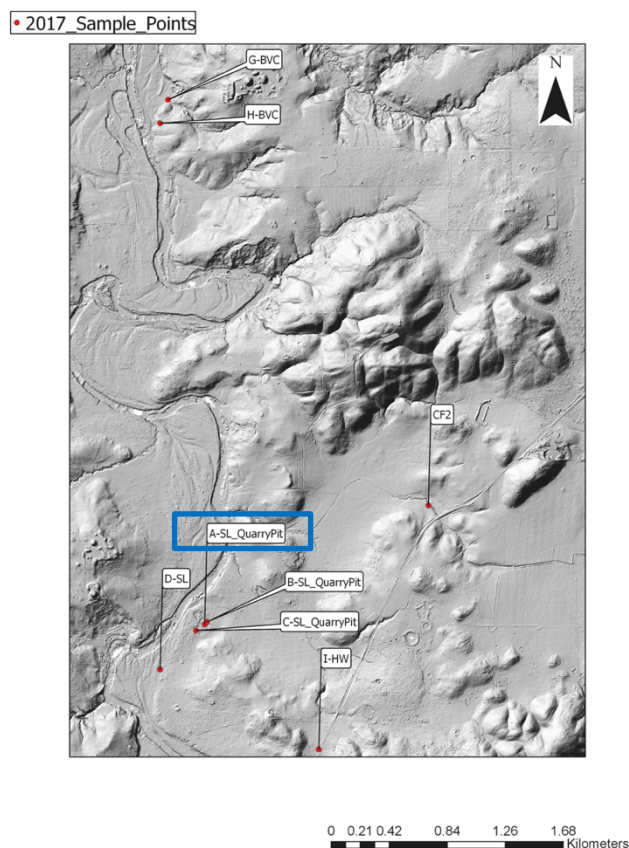 2017_Sample_Points
G-BVC
N
H-BVC
CF2
A-SL_QuarryPit
D-SL
B-SL_QuarryPit
C-SL_QuarryPit
I-HW
0 0.21 0.42 0.84 1.26 1.68
Kilometers